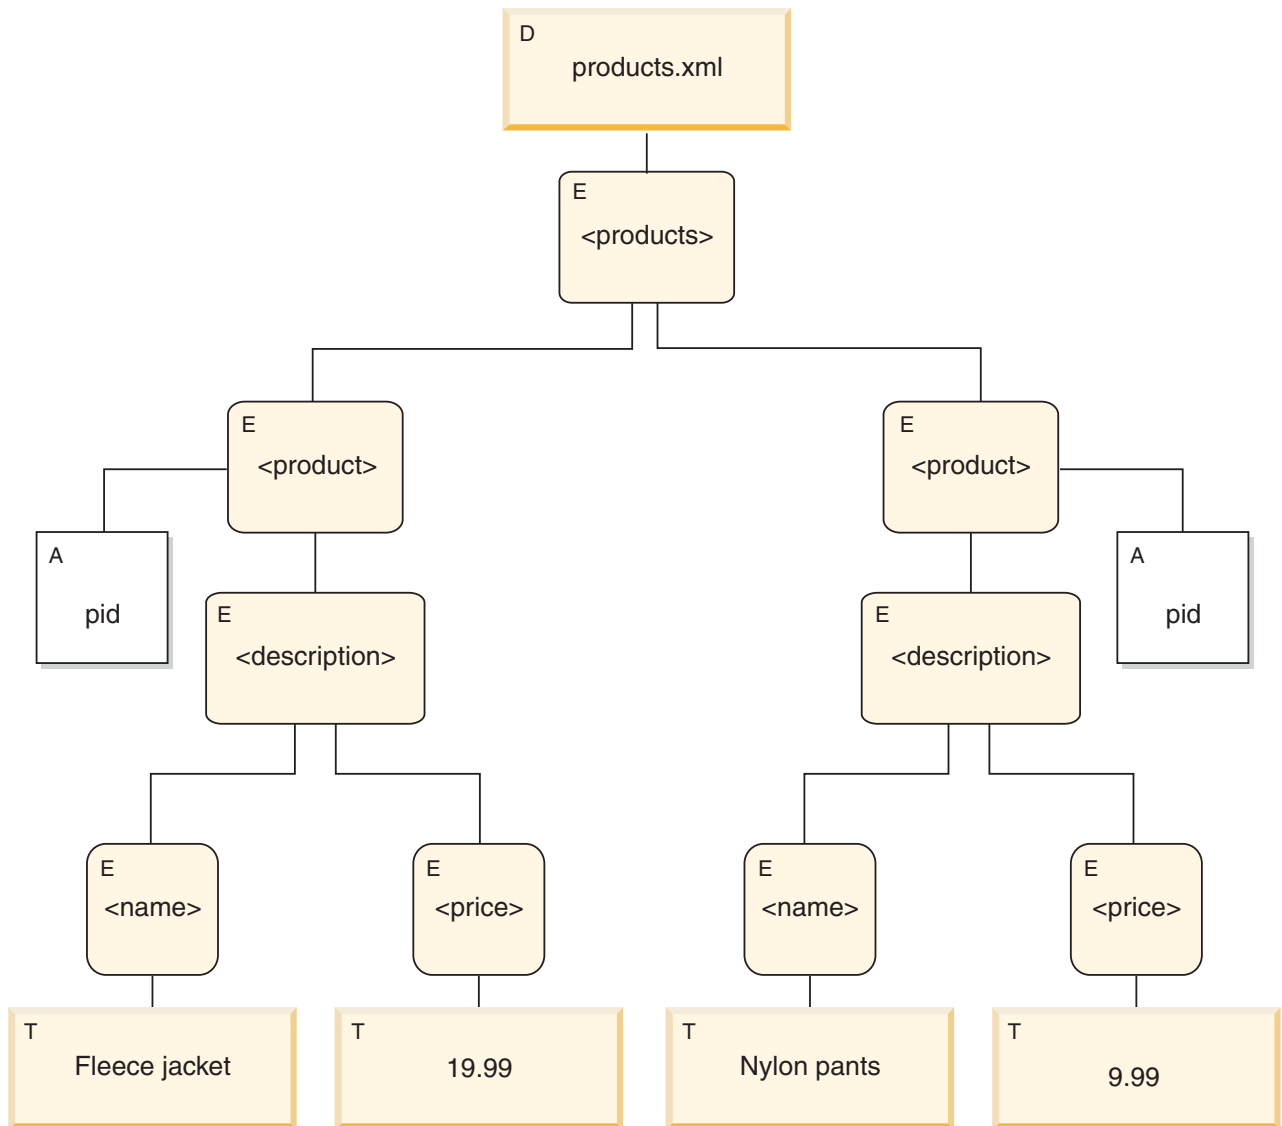 D
products.xml
E
<products>
E
<product>
E
<product>
A
pid
E
<description>
E
<description>
A
pid
E
<name>
E
<price>
E
<name>
E
<price>
T
Fleece jacket
T
19.99
T
Nylon pants
T
9.99